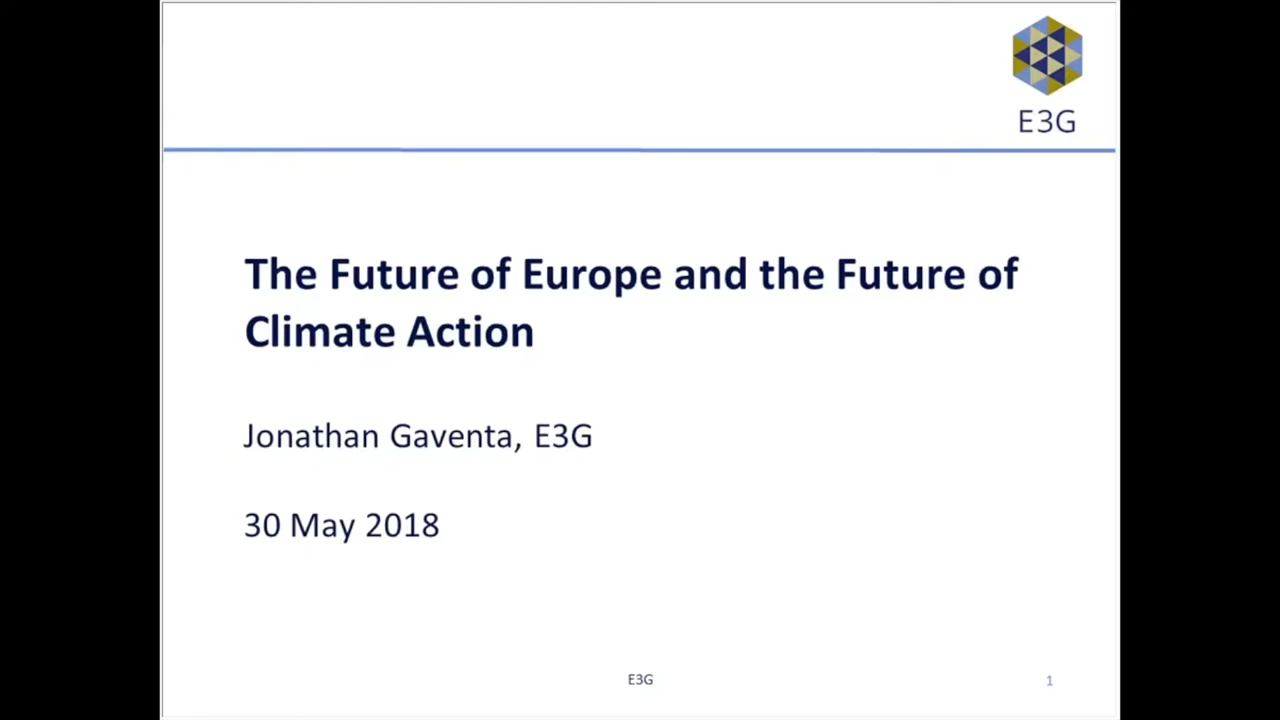 E3G
The Future of Europe and the Future of
Climate Action
Jonathan Gaventa, E3G
30 May 2018
E3G
1